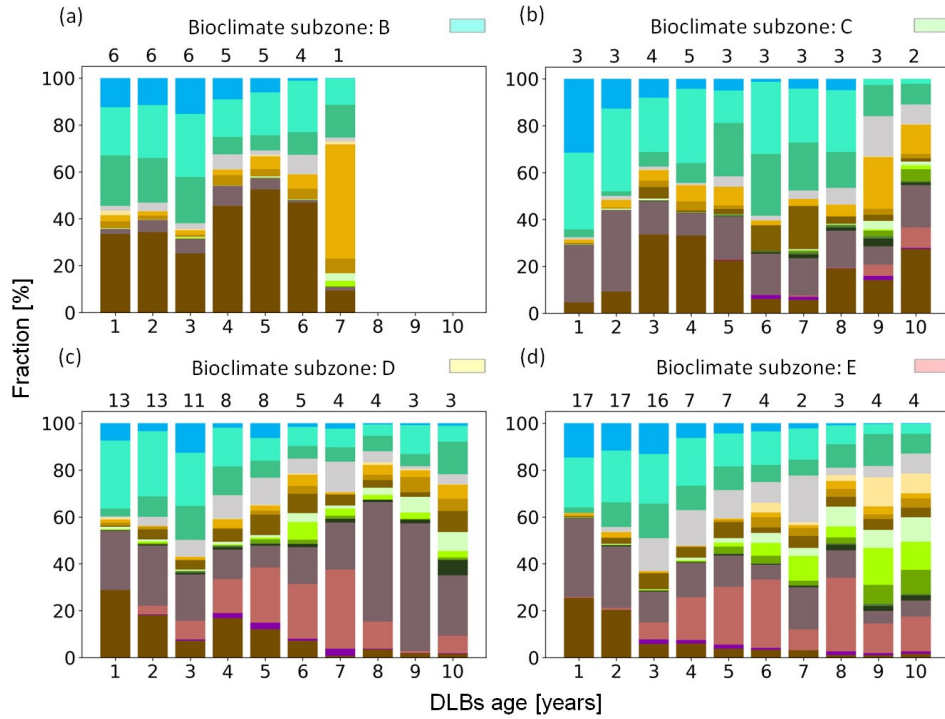 (a)
Bioclimate subzone: B
6 6 6 5 5 4 1
100
80
60
40
20
0
1 2 3 4 5 6 7 8 9 10
(b)
Bioclimate subzone: C
3 3 4 5 3 3 3 3 3 2
100
80
60
40
20
0
1 2 3 4 5 6 7 8 9 10
Fraction [%]
(c)
Bioclimate subzone: D
13 13 11 8 8 5 4 4 3 3
100
80
60
40
20
0
1 2 3 4 5 6 7 8 9 10
(d)
Bioclimate subzone: E
17 17 16 7 7 4 2 3 4 4
100
80
60
40
20
0
1 2 3 4 5 6 7 8 9 10
DLBs age [years]